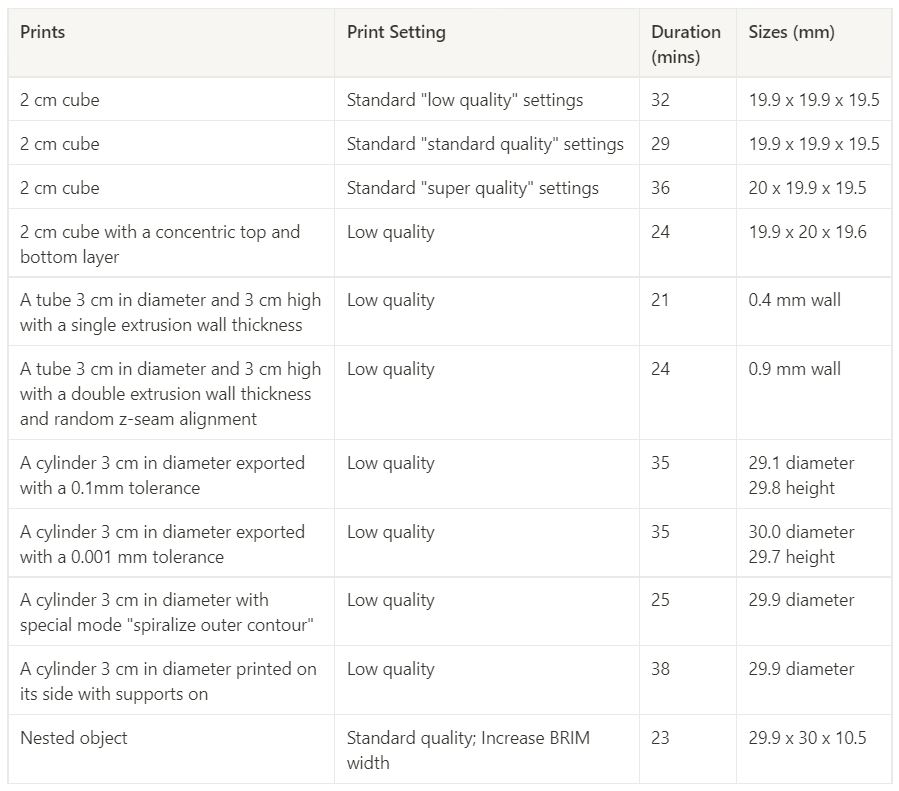 Prints Print Setting Duration (mins) Sizes (mm)
2 cm cube Standard "low quality" settings 32 19.9 x 19.9 x 19.5
2 cm cube Standard "standard quality" settings 29 19.9 x 19.9 x 19.5
2 cm cube Standard "super quality" settings 36 20 x 19.9 x 19.5
2 cm cube with a concentric top and Low quality 24 19.9 x 20 x 19.6
bottom layer
A tube 3 cm in diameter and 3 cm high Low quality 21 0.4 mm wall
with a single extrusion wall thickness
A tube 3 cm in diameter and 3 cm high Low quality 24 0.9 mm wall
with a double extrusion wall thickness
and random z-seam alignment
A cylinder 3 cm in diameter exported Low quality 35 29.1 diameter
with a 0.1mm tolerance 29.8 height
A cylinder 3 cm in diameter exported Low quality 35 30.0 diameter
with a 0.001 mm tolerance 29.7 height
A cylinder 3 cm in diameter with Low quality 25 29.9 diameter
special mode "spiralize outer contour"
A cylinder 3 cm in diameter printed on Low quality 38 29.9 diameter
its side with supports on
Nested object Standard quality; Increase BRIM 23 29.9 x 30 x 10.5
width